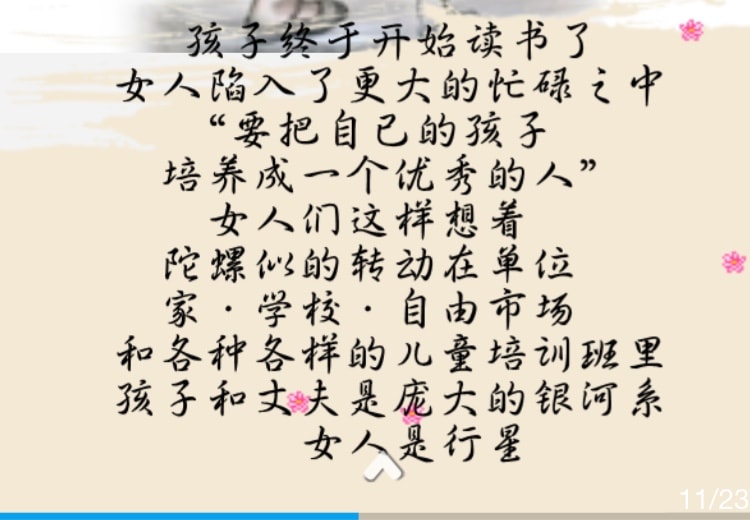 孩子终于开始读书了
女人陷入了更大的忙碌之中
“要把自己的孩子
培养成一个优秀的人”
女人们这样想着
陀螺似的转动在单位
家·学校·自由市场
和各种各样的儿童培训班里
孩子和丈夫是庞大的银河系
女人是行星
11/23